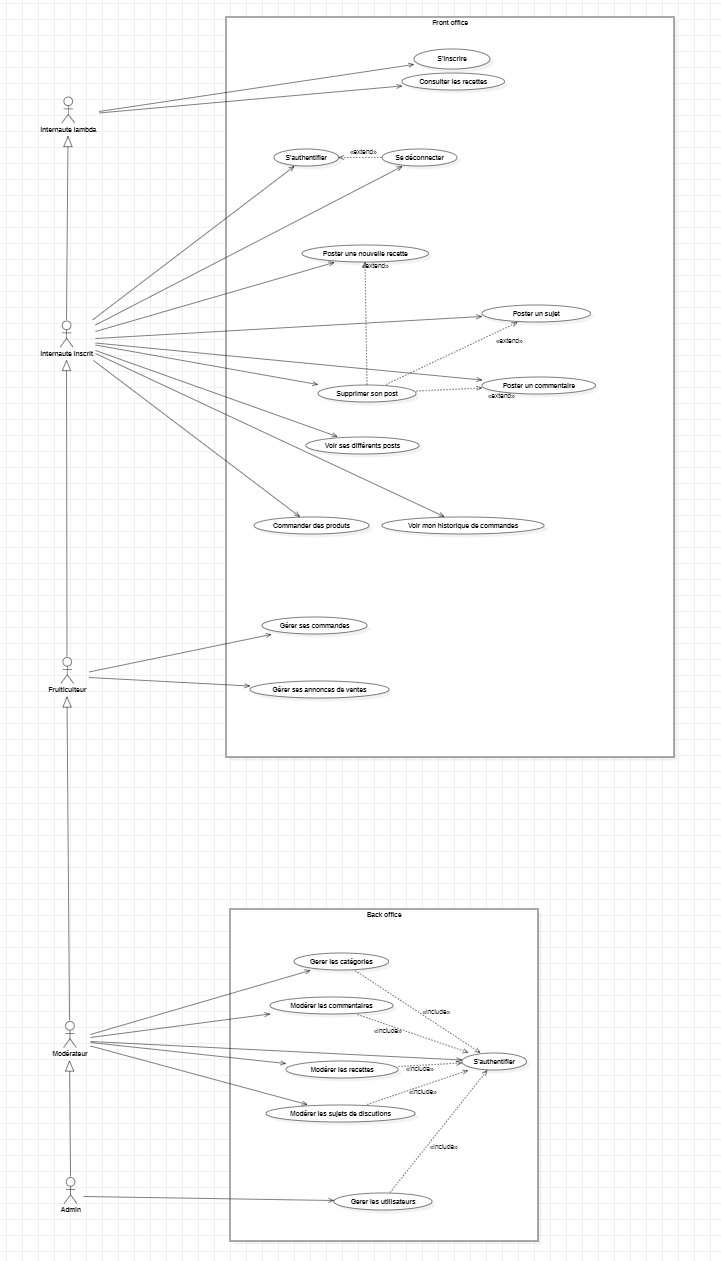 Front office
S'inscrire
Consulter les recettes
Internaute lambda
S'authentifier
«extend»
Se déconnecter
Poster une nouvelle recette
«extend»
Poster un sujet
Internaute inscrit
«extend»
Poster un commentaire
Supprimer son post
«extend»
Voir ses différents posts
Commander des produts
Voir mon historique de commandes
Gérer ses commandes
Fruiticulteur
Gérer ses annonces de ventes
Back office
Gerer les catégories
Modérer les commentaires
«include»
«include»
Modérateur
S'authentifier
Modérer les recettes
«include»
«include»
Modérer les sujets de discutions
«include»
Gerer les utilisateurs
Admin